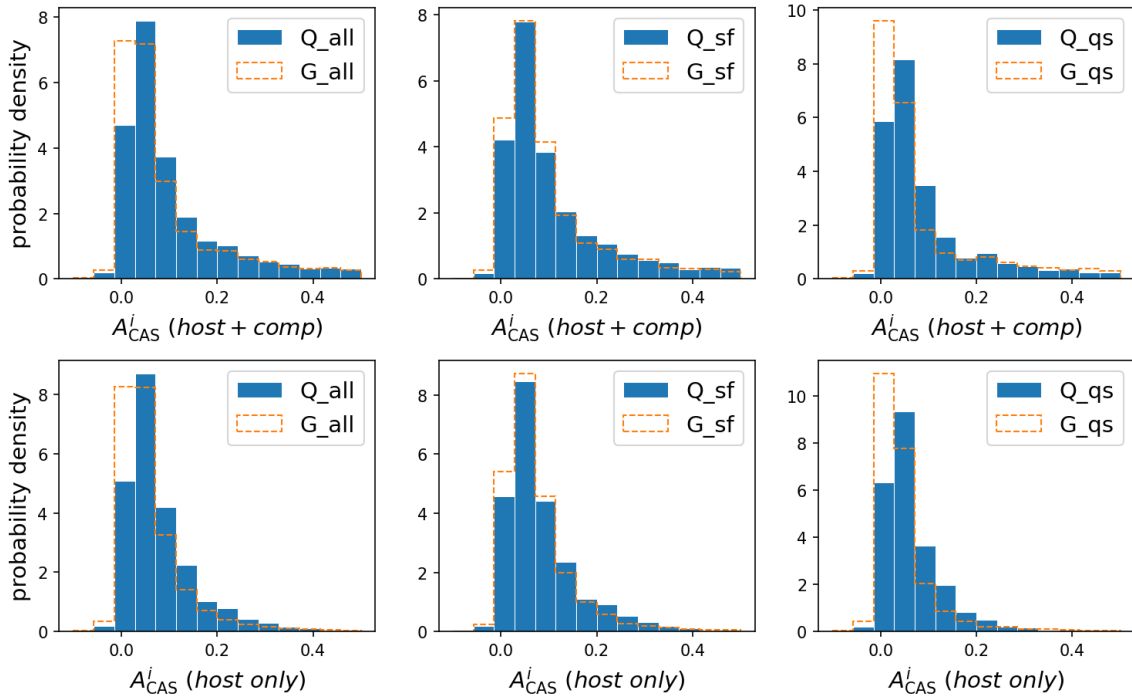 probability density
8
6
4
2
0
0.0 0.2 0.4
Q_all
G_all
A^i_CAS (host + comp)
8
6
4
2
0
0.0 0.2 0.4
Q_sf
G_sf
A^i_CAS (host + comp)
10
8
6
4
2
0
0.0 0.2 0.4
Q_qs
G_qs
A^i_CAS (host + comp)
probability density
8
6
4
2
0
0.0 0.2 0.4
Q_all
G_all
A^i_CAS (host only)
8
6
4
2
0
0.0 0.2 0.4
Q_sf
G_sf
A^i_CAS (host only)
10
8
6
4
2
0
0.0 0.2 0.4
Q_qs
G_qs
A^i_CAS (host only)